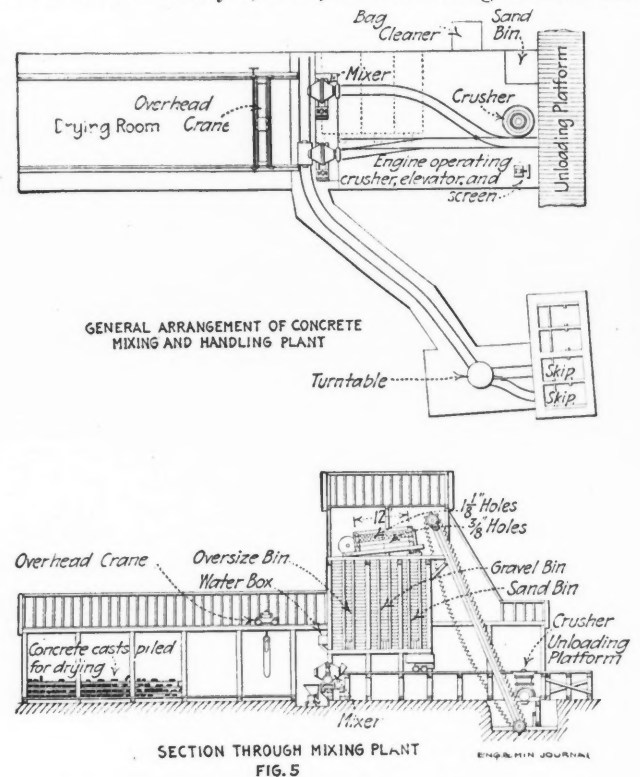 Bag
Cleaner
Sand
Bin
Mixer
Overhead
Crane
Drying Room
Crusher
Unloading Platform
Engine operating
crusher, elevator, and
screen
GENERAL ARRANGEMENT OF CONCRETE
MIXING AND HANDLING PLANT
Turntable
Skip
Skip
12'
1 1/8" Holes
3/8" Holes
Overhead Crane
Oversize Bin
Water Box
Gravel Bin
Sand Bin
Crusher
Unloading
Platform
Concrete casts piled
for drying
Mixer
SECTION THROUGH MIXING PLANT
ENG.& MIN JOURNAL
FIG. 5